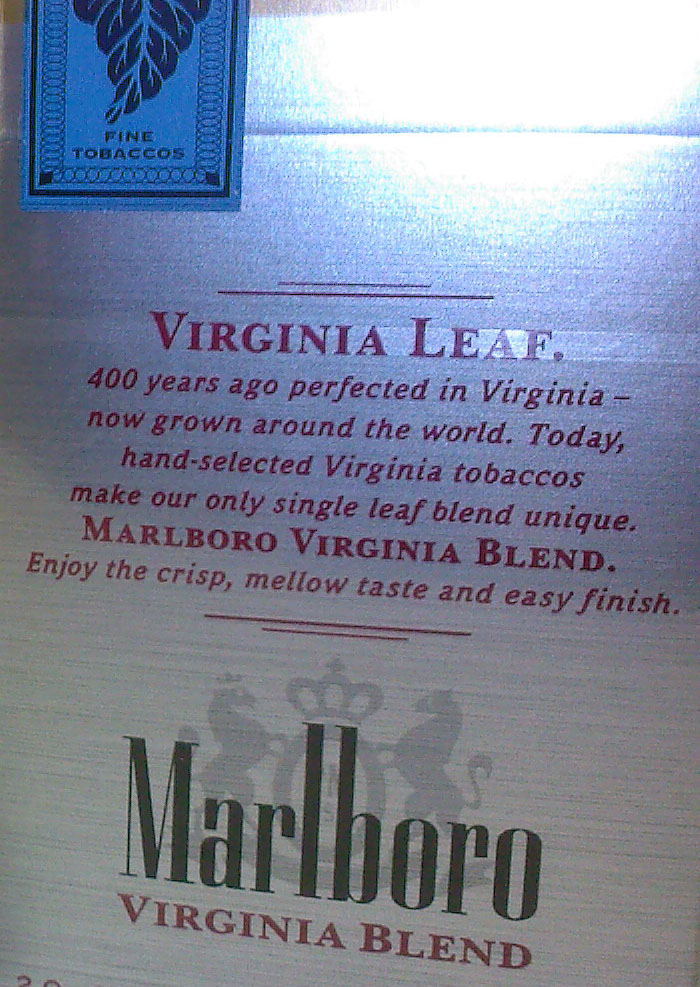 FINE
TOBACCOS
VIRGINIA LEAF.
400 years ago perfected in Virginia –
now grown around the world. Today,
hand-selected Virginia tobaccos
make our only single leaf blend unique.
MARLBORO VIRGINIA BLEND.
Enjoy the crisp, mellow taste and easy finish.
Marlboro
VIRGINIA BLEND